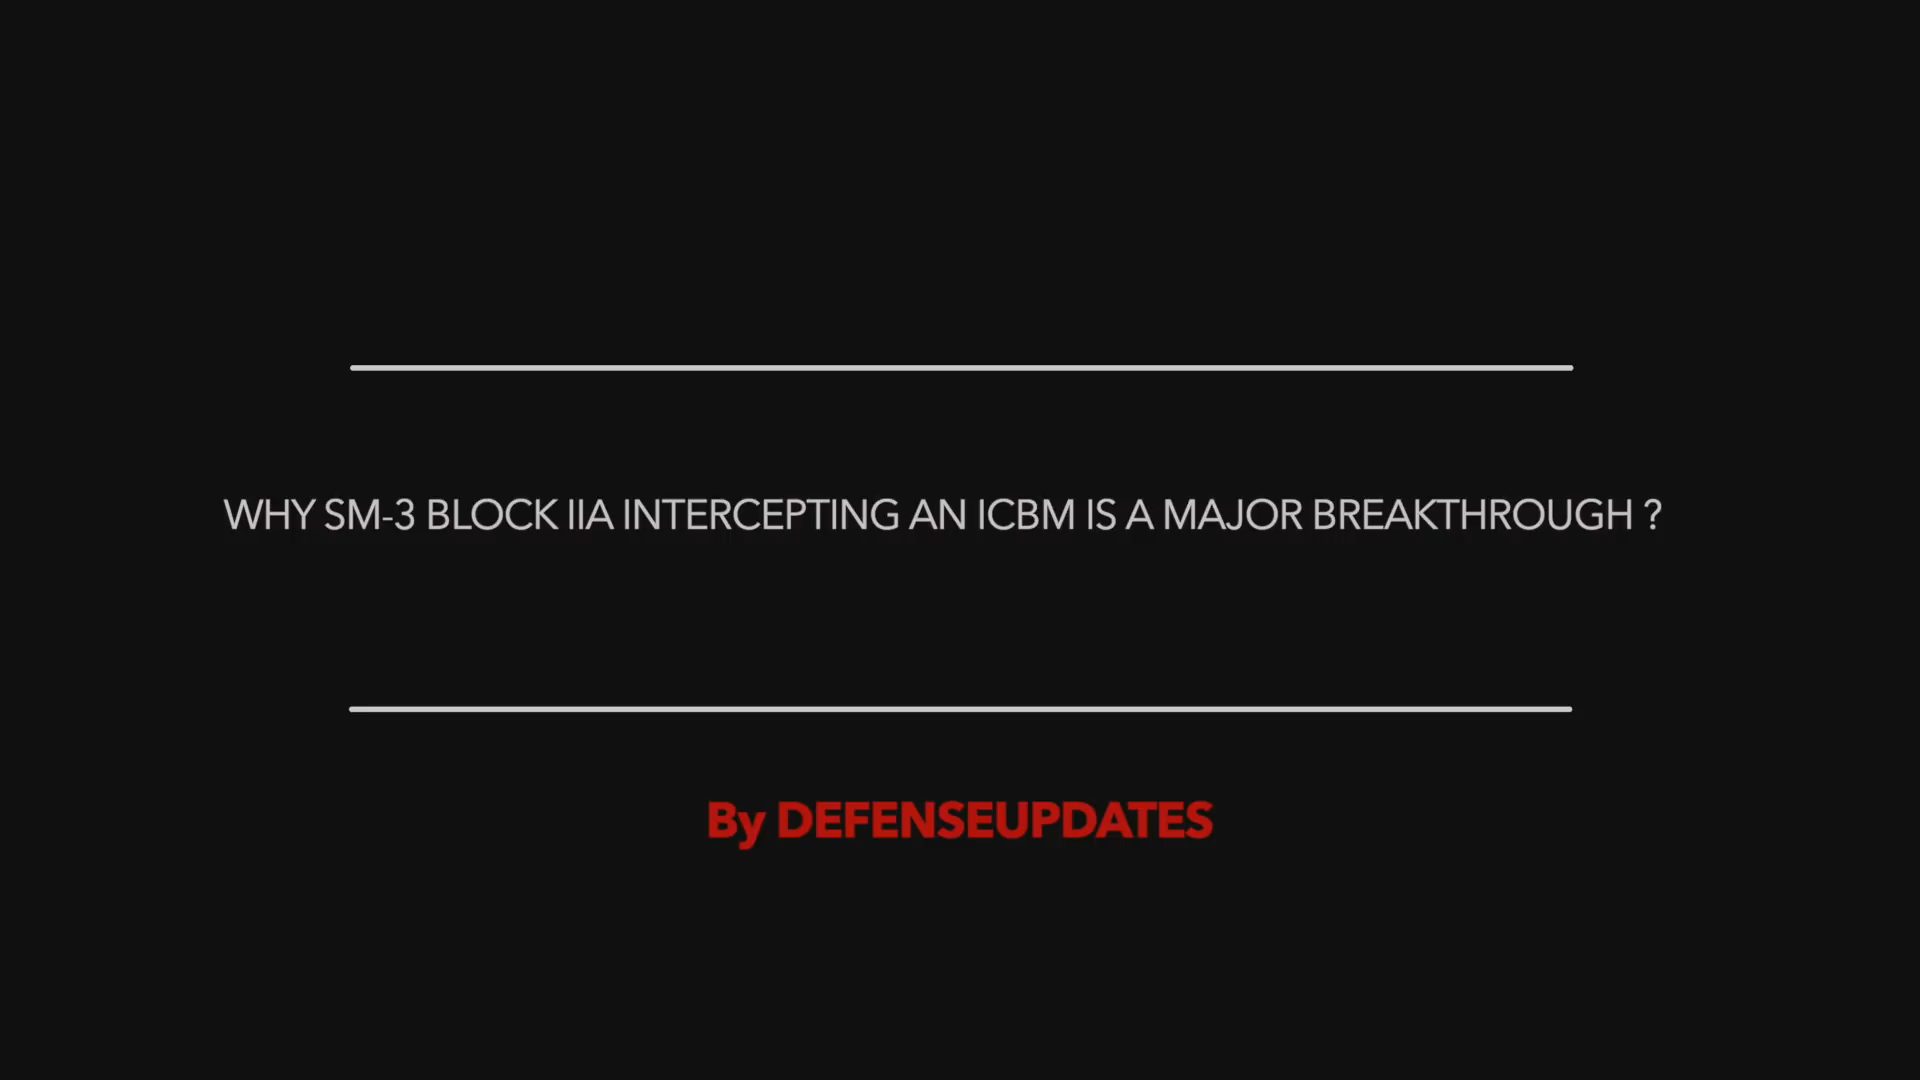 WHY SM-3 BLOCK IIA INTERCEPTING AN ICBM IS A MAJOR BREAKTHROUGH ?
By DEFENSEUPDATES